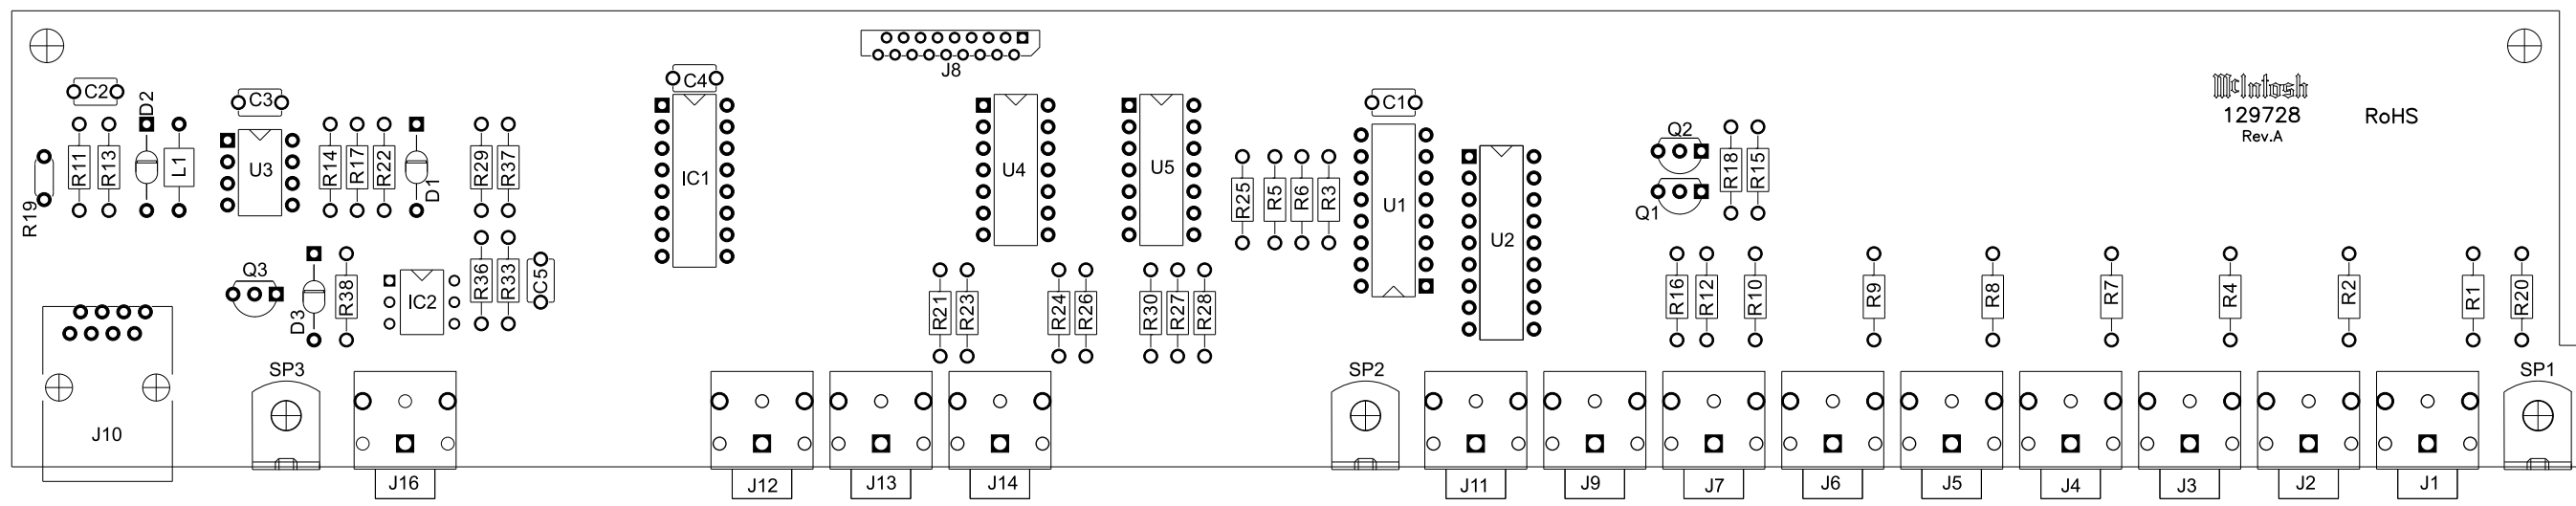 J8
C4
C2
C3
D2
C1
McIntosh
129728
RoHS
Rev.A
Q2
R11
R13
L1
U3
R14
R17
R22
D1
R29
R37
IC1
U4
U5
R25
R5
R6
R3
U1
U2
Q1
R18
R15
R19
Q3
D3
R38
IC2
R36
R33
C5
R21
R23
R24
R26
R30
R27
R28
R16
R12
R10
R9
R8
R7
R4
R2
R1
R20
SP3
SP2
SP1
J10
J16
J12
J13
J14
J11
J9
J7
J6
J5
J4
J3
J2
J1